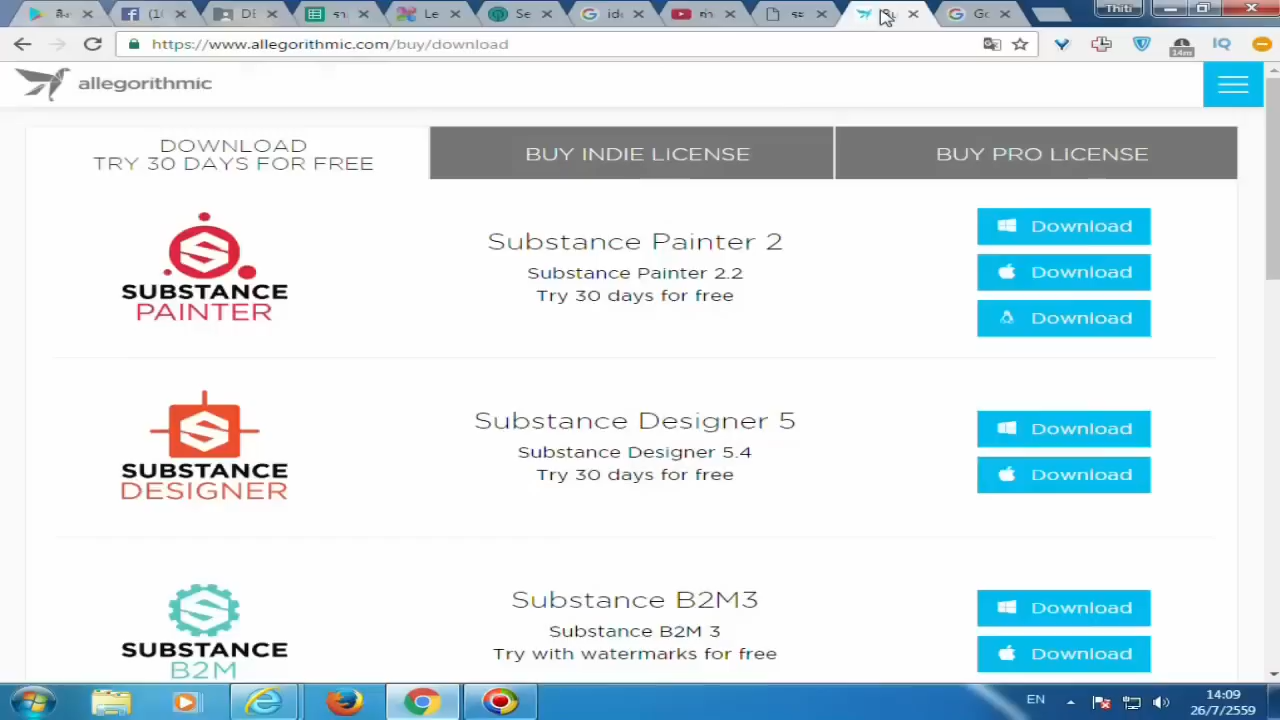 Thiti
https://www.allegorithmic.com/buy/download
14m
IQ
allegorithmic
DOWNLOAD
TRY 30 DAYS FOR FREE
BUY INDIE LICENSE
BUY PRO LICENSE
SUBSTANCE
PAINTER
Substance Painter 2
Substance Painter 2.2
Try 30 days for free
Download
Download
Download
SUBSTANCE
DESIGNER
Substance Designer 5
Substance Designer 5.4
Try 30 days for free
Download
Download
SUBSTANCE
B2M
Substance B2M3
Substance B2M 3
Try with watermarks for free
Download
Download
EN
14:09
26/7/2559